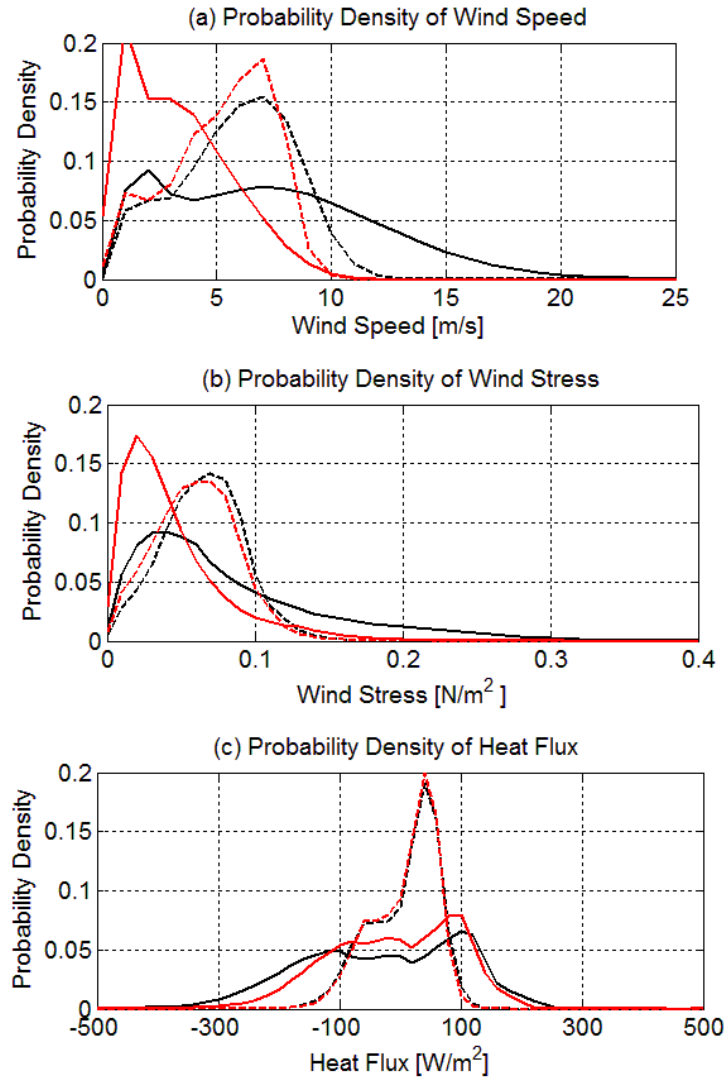 (a) Probability Density of Wind Speed
0.2
0.15
0.1
0.05
0
Probability Density
0 5 10 15 20 25
Wind Speed [m/s]
(b) Probability Density of Wind Stress
0.2
0.15
0.1
0.05
0
Probability Density
0 0.1 0.2 0.3 0.4
Wind Stress [N/m² ]
(c) Probability Density of Heat Flux
0.2
0.15
0.1
0.05
0
Probability Density
-500 -300 -100 100 300 500
Heat Flux [W/m²]